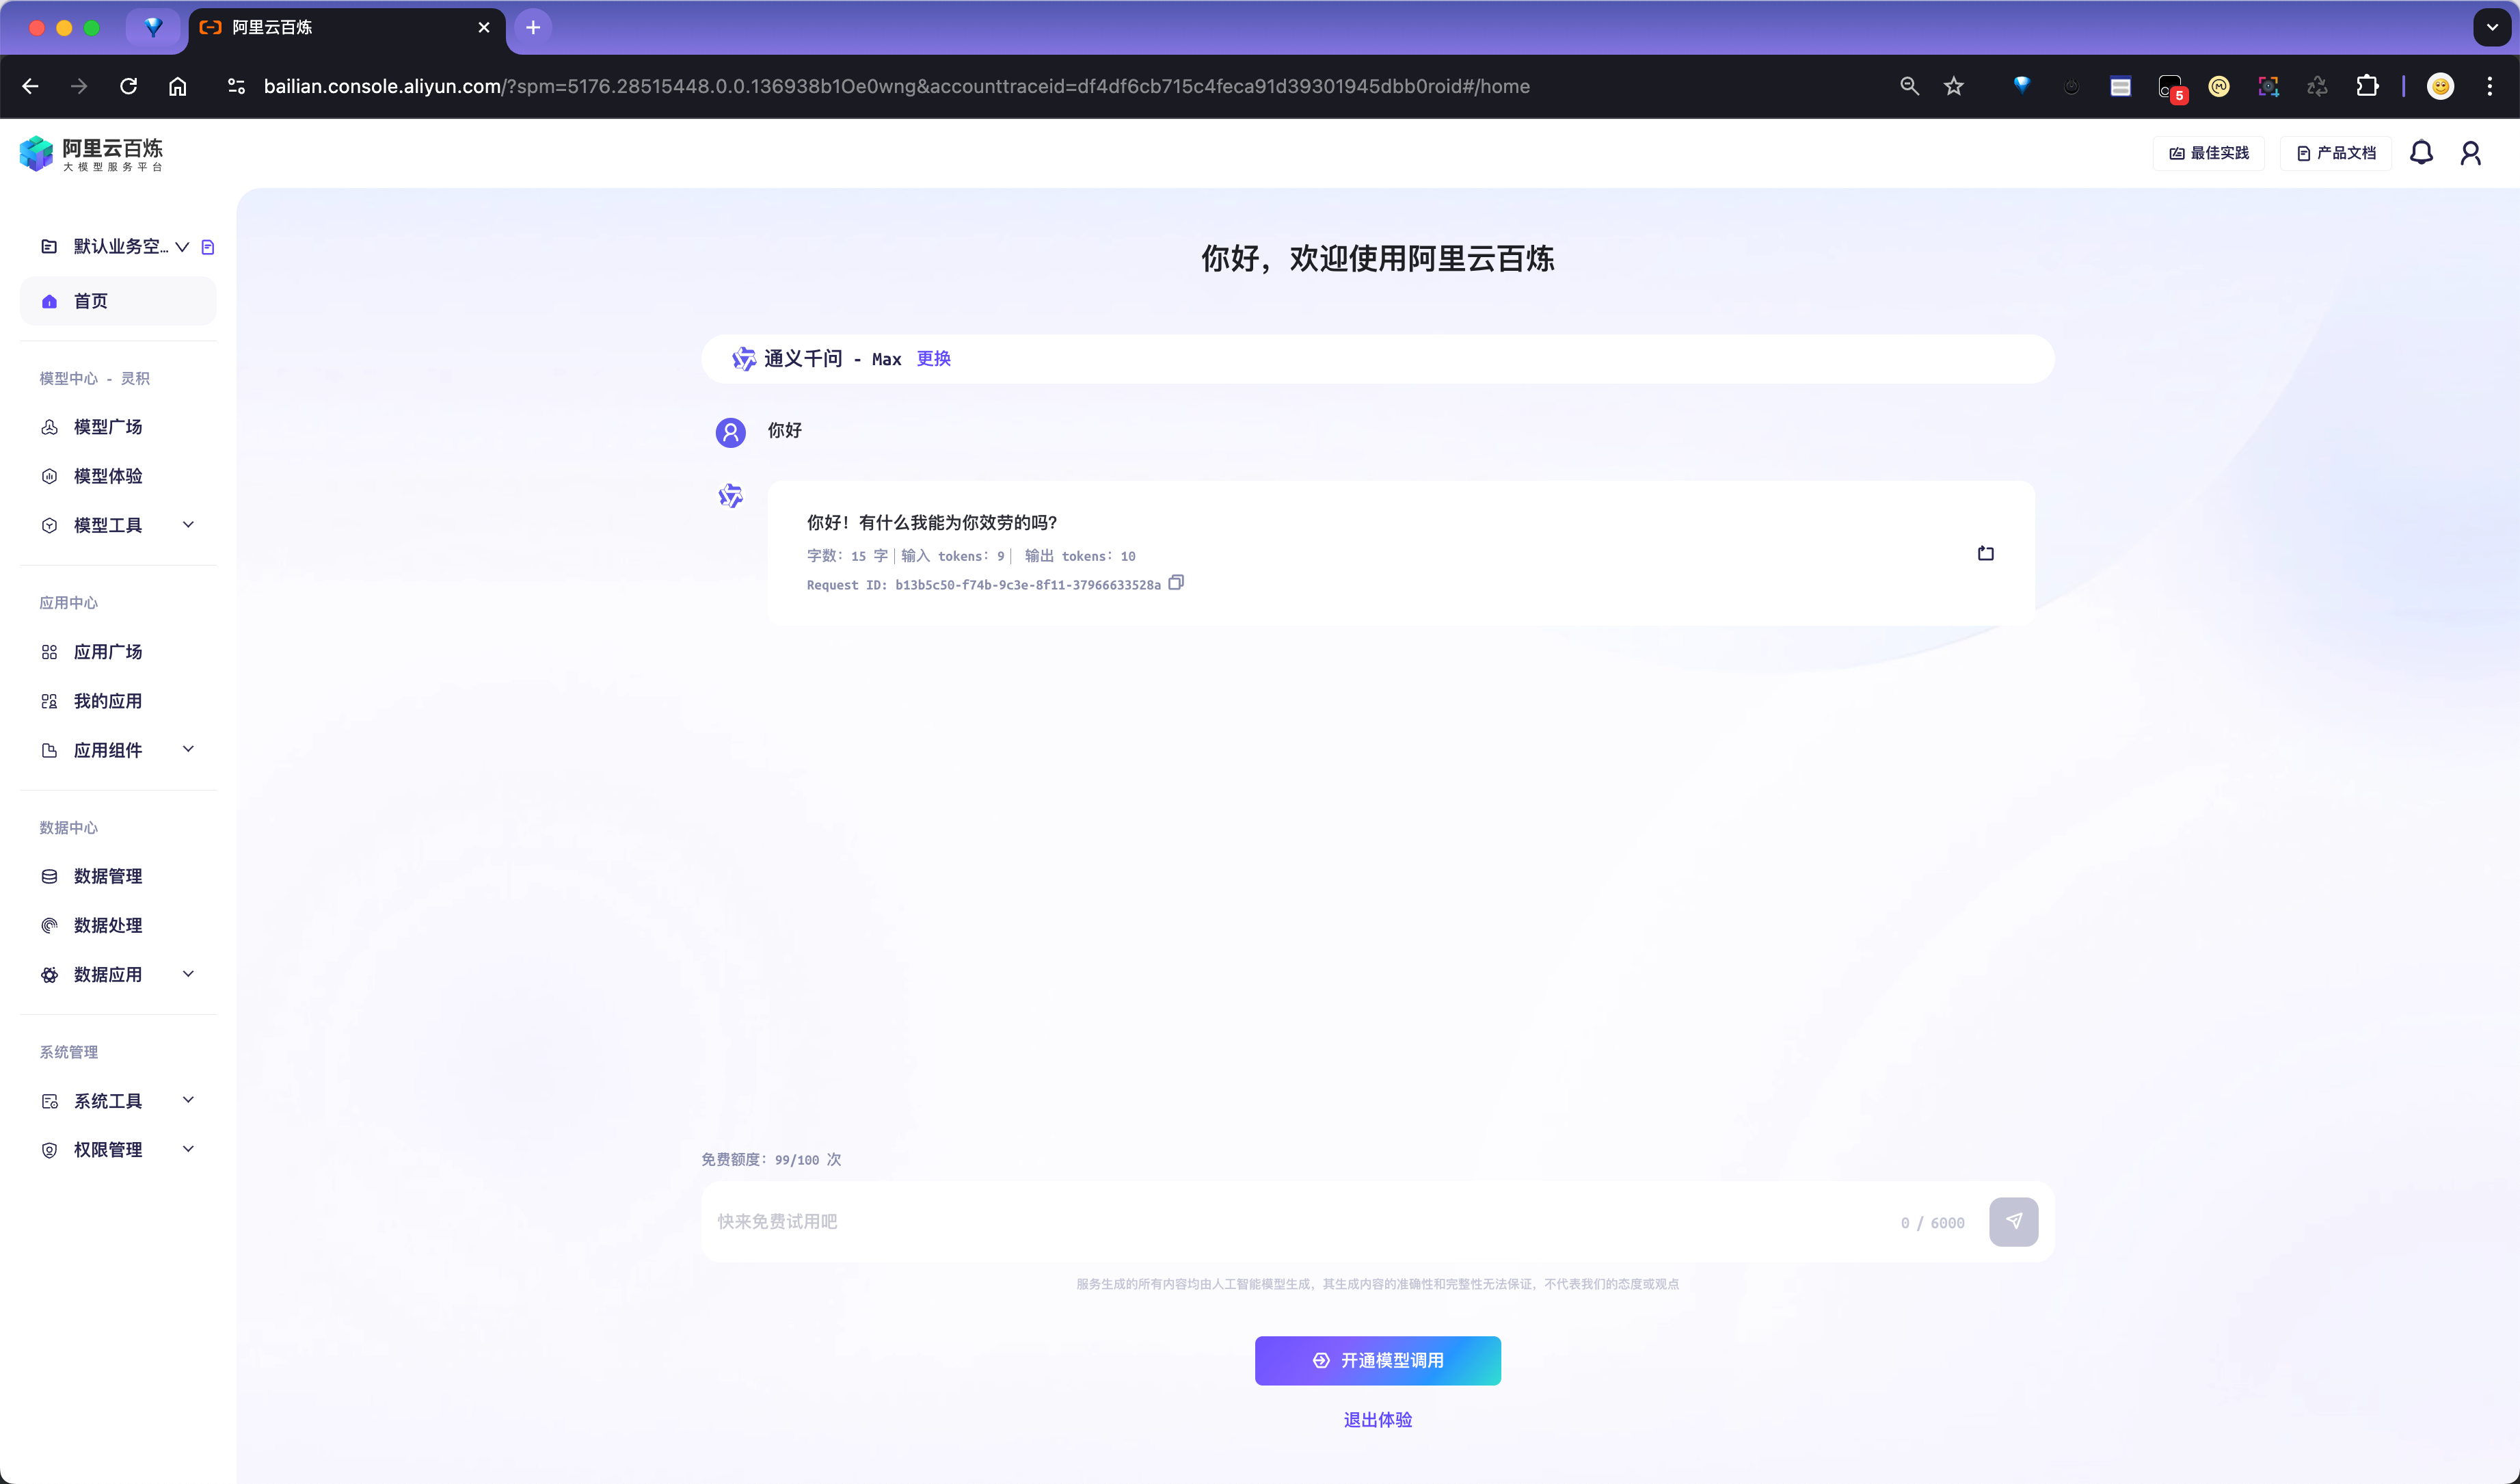 阿里云百炼
bailian.console.aliyun.com/?spm=5176.28515448.0.0.136938b1Oe0wng&accounttraceid=df4df6cb715c4feca91d39301945dbb0roid#/home
5
阿里云百炼
大模型服务平台
最佳实践
产品文档
默认业务空...
首页
模型中心 - 灵积
模型广场
模型体验
模型工具
应用中心
应用广场
我的应用
应用组件
数据中心
数据管理
数据处理
数据应用
系统管理
系统工具
权限管理
你好，欢迎使用阿里云百炼
通义千问 - Max 更换
你好
你好！有什么我能为你效劳的吗？
字数：15 字 | 输入 tokens：9 | 输出 tokens：10
Request ID: b13b5c50-f74b-9c3e-8f11-37966633528a
免费额度：99/100 次
快来免费试用吧
0 / 6000
服务生成的所有内容均由人工智能模型生成，其生成内容的准确性和完整性无法保证，不代表我们的态度或观点
开通模型调用
退出体验